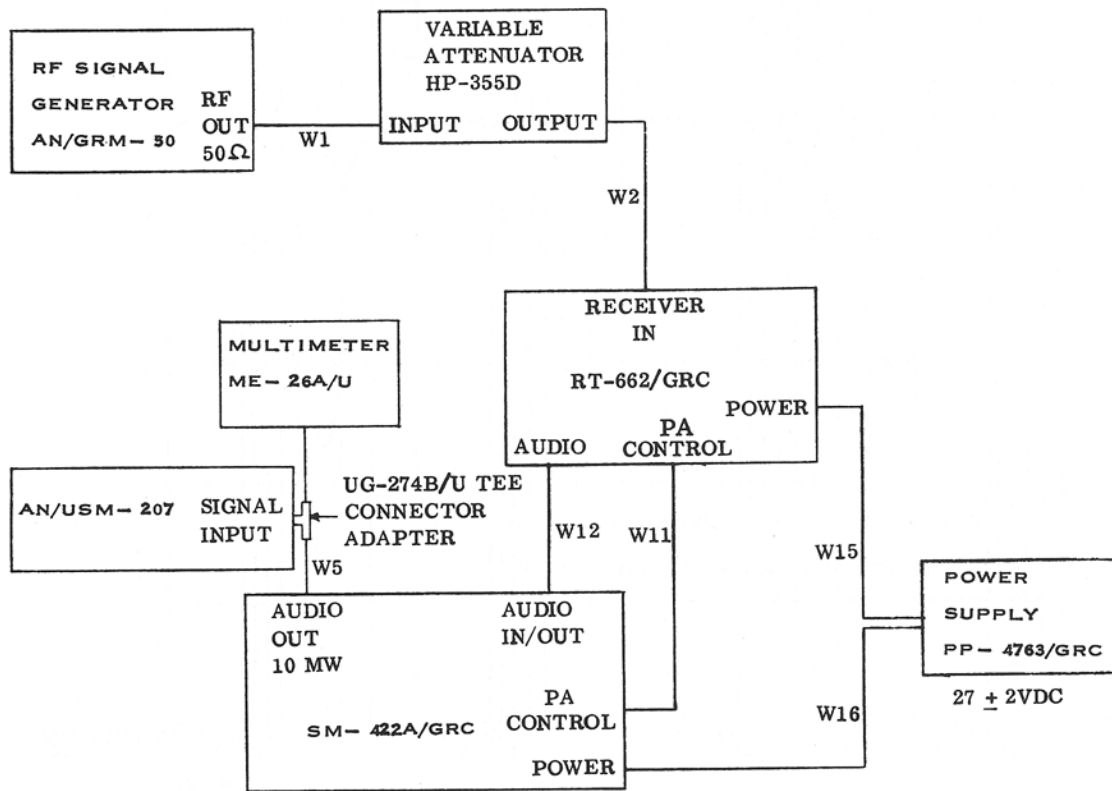 RF SIGNAL
GENERATOR
AN/GRM- 50
RF
OUT
50Ω
W1
VARIABLE
ATTENUATOR
HP-355D
INPUT
OUTPUT
W2
RECEIVER
IN
RT-662/GRC
POWER
AUDIO
PA
CONTROL
MULTIMETER
ME- 26A/U
AN/USM- 207
SIGNAL
INPUT
UG-274B/U TEE
CONNECTOR
ADAPTER
W5
W12
W11
W15
AUDIO
OUT
10 MW
AUDIO
IN/OUT
PA
CONTROL
SM- 422A/GRC
POWER
W16
POWER
SUPPLY
PP- 4763/GRC
27 ± 2VDC